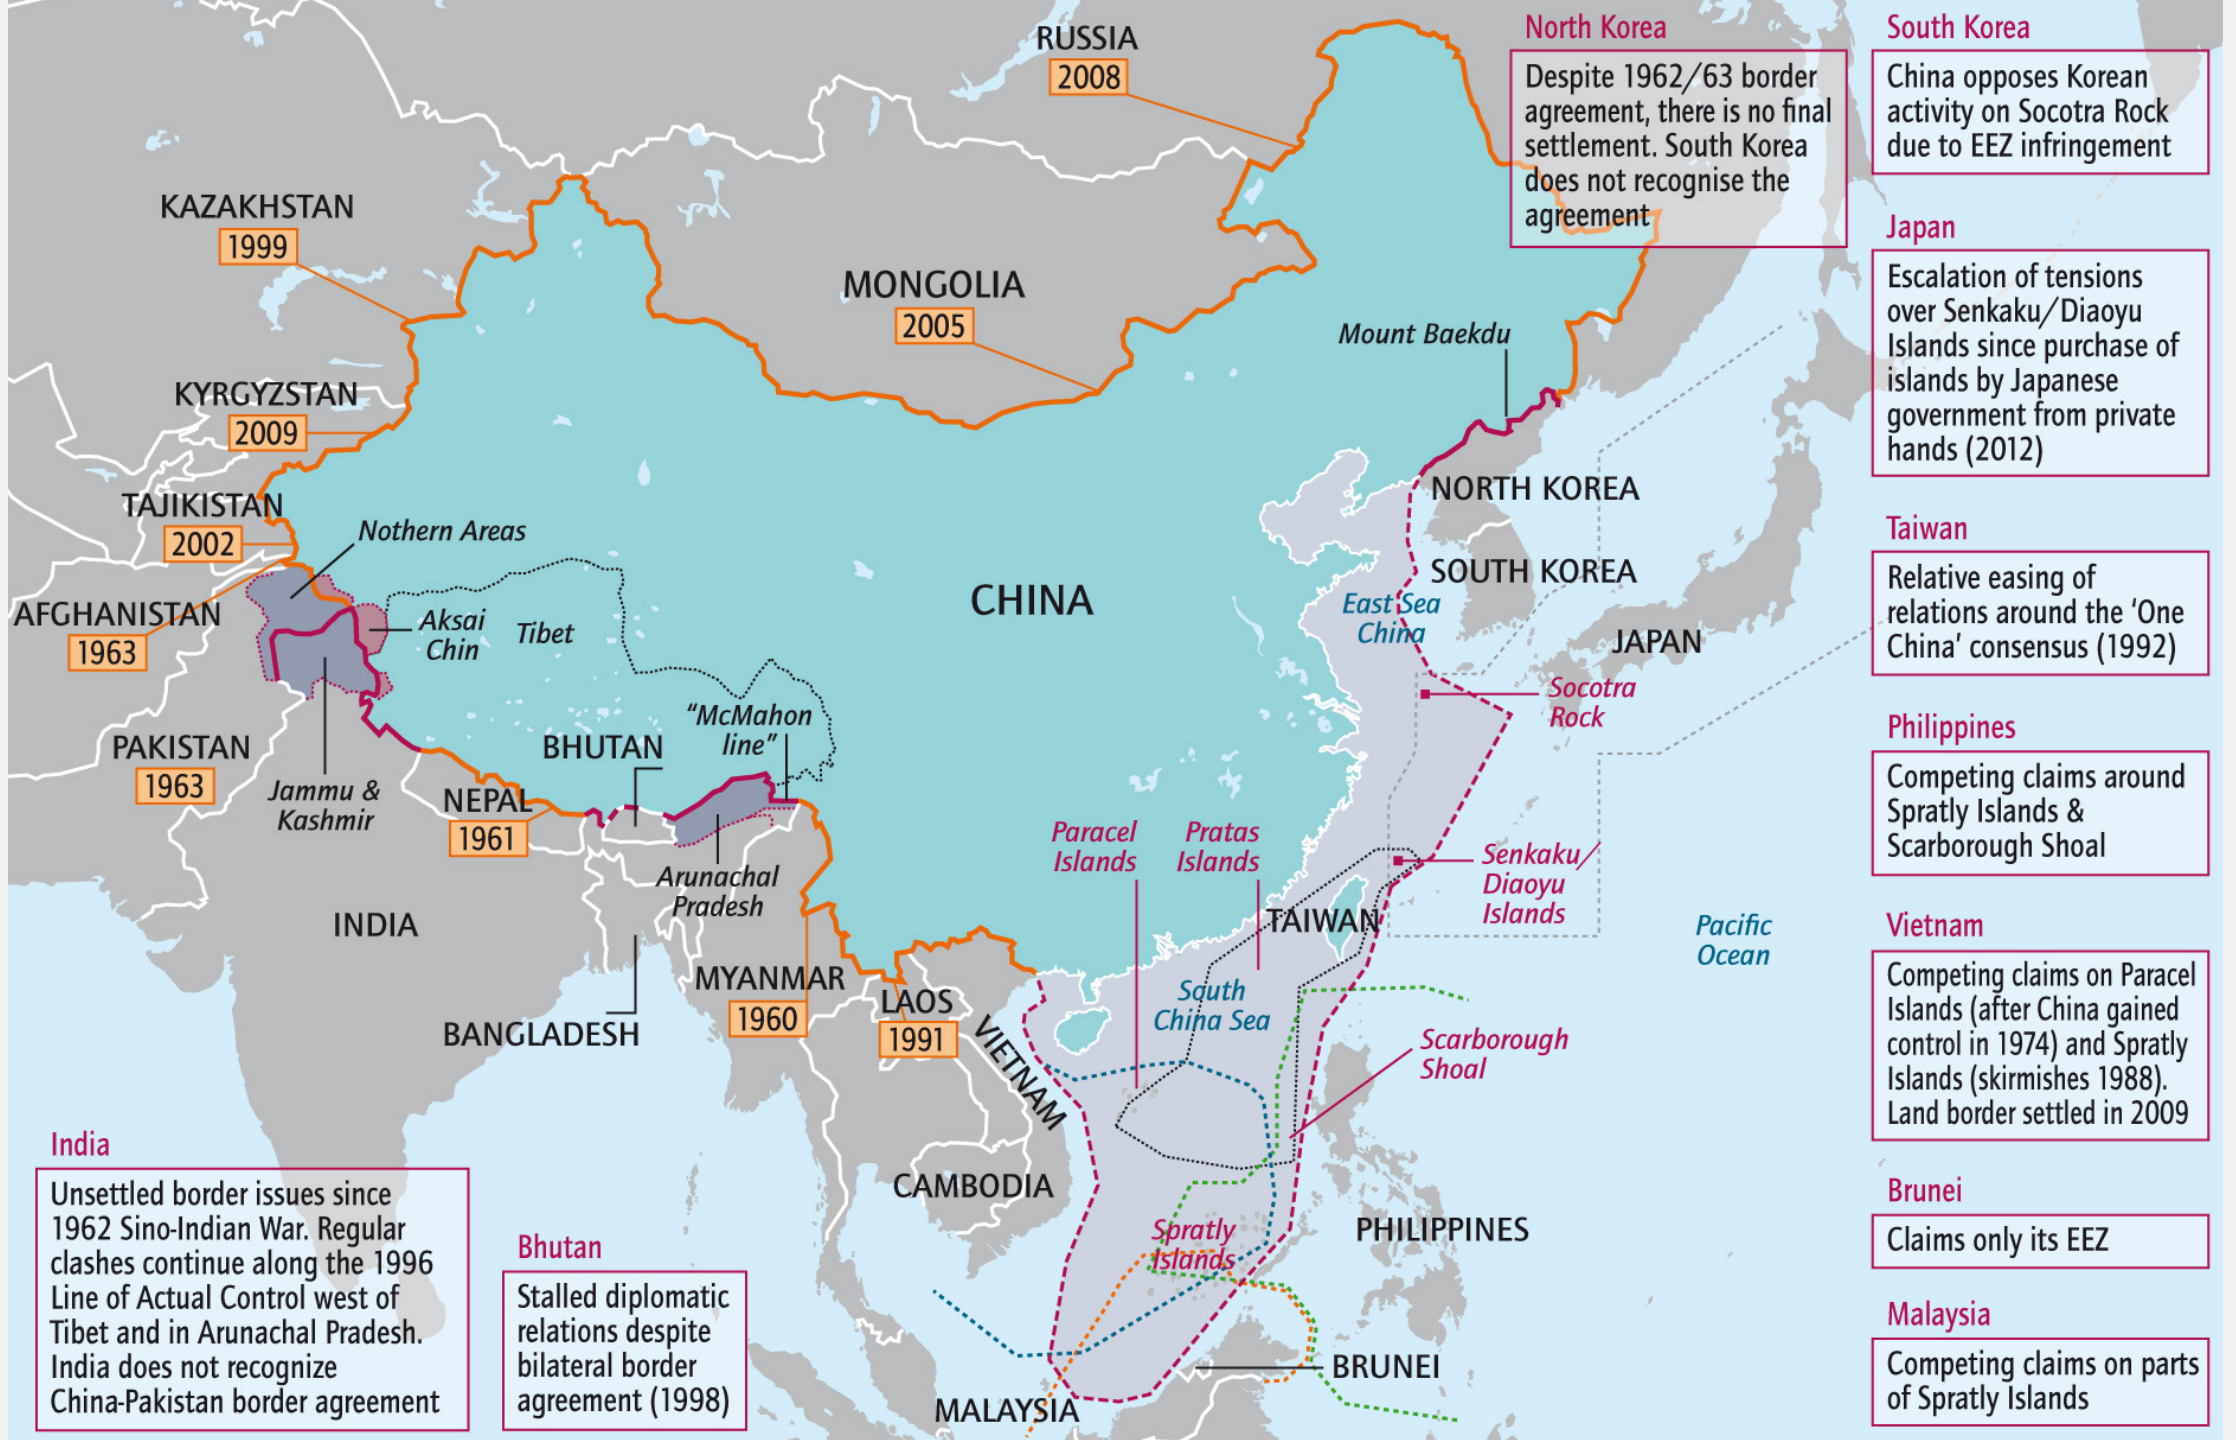 RUSSIA
2008
KAZAKHSTAN
1999
MONGOLIA
2005
KYRGYZSTAN
2009
TAJIKISTAN
2002
Nothern Areas
AFGHANISTAN
1963
Aksai
Chin
Tibet
CHINA
Mount Baekdu
NORTH KOREA
SOUTH KOREA
East Sea
China
JAPAN
Socotra
Rock
PAKISTAN
1963
Jammu &
Kashmir
NEPAL
1961
BHUTAN
"McMahon
line"
Arunachal
Pradesh
INDIA
BANGLADESH
MYANMAR
1960
LAOS
1991
VIETNAM
CAMBODIA
Paracel
Islands
Pratas
Islands
TAIWAN
Senkaku/
Diaoyu
Islands
Pacific
Ocean
South
China Sea
Scarborough
Shoal
Spratly
Islands
PHILIPPINES
BRUNEI
MALAYSIA
North Korea
Despite 1962/63 border
agreement, there is no final
settlement. South Korea
does not recognise the
agreement
South Korea
China opposes Korean
activity on Socotra Rock
due to EEZ infringement
Japan
Escalation of tensions
over Senkaku/Diaoyu
Islands since purchase of
islands by Japanese
government from private
hands (2012)
Taiwan
Relative easing of
relations around the ‘One
China’ consensus (1992)
Philippines
Competing claims around
Spratly Islands &
Scarborough Shoal
Vietnam
Competing claims on Paracel
Islands (after China gained
control in 1974) and Spratly
Islands (skirmishes 1988).
Land border settled in 2009
Brunei
Claims only its EEZ
Malaysia
Competing claims on parts
of Spratly Islands
India
Unsettled border issues since
1962 Sino-Indian War. Regular
clashes continue along the 1996
Line of Actual Control west of
Tibet and in Arunachal Pradesh.
India does not recognize
China-Pakistan border agreement
Bhutan
Stalled diplomatic
relations despite
bilateral border
agreement (1998)